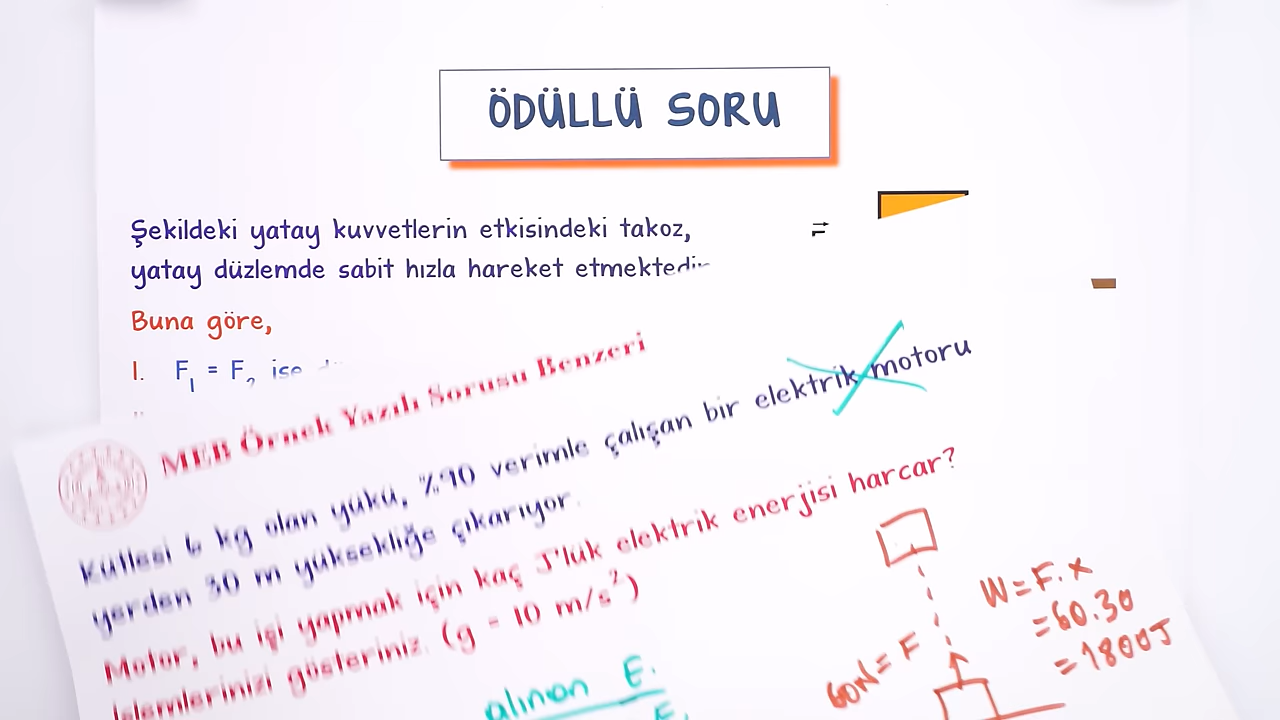 ÖDÜLLÜ SORU
Şekildeki yatay kuvvetlerin etkisindeki takoz,
yatay düzlemde sabit hızla hareket etmektedir
Buna göre,
I. F₁ = F₂ ise
MEB Örnek Yazılı Sorusu Benzeri
Kütlesi 6 kg olan yükü, %90 verimle çalışan bir elektrik motoru
yerden 30 m yüksekliğe çıkarıyor.
Motor, bu işi yapmak için kaç J'lük elektrik enerjisi harcar?
İşlemlerinizi gösteriniz. (g = 10 m/s²)
alınan E.
E.
60N = F
W = F. x
= 60.30
= 1800J